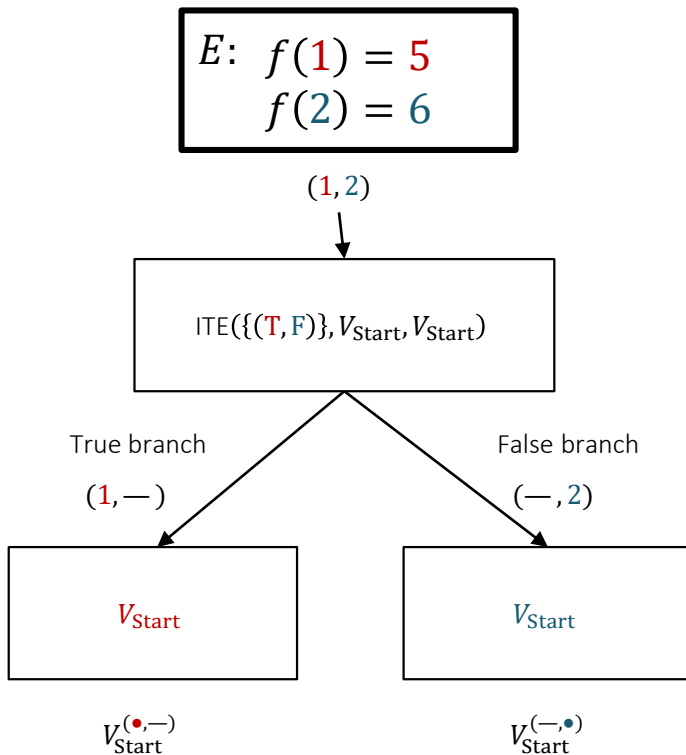 E: f(1) = 5
f(2) = 6
(1, 2)
ITE({(T, F)}, V_Start, V_Start)
True branch
False branch
(1, —)
(—, 2)
V_Start
V_Start
V_Start^(•,—)
V_Start^(—,•)